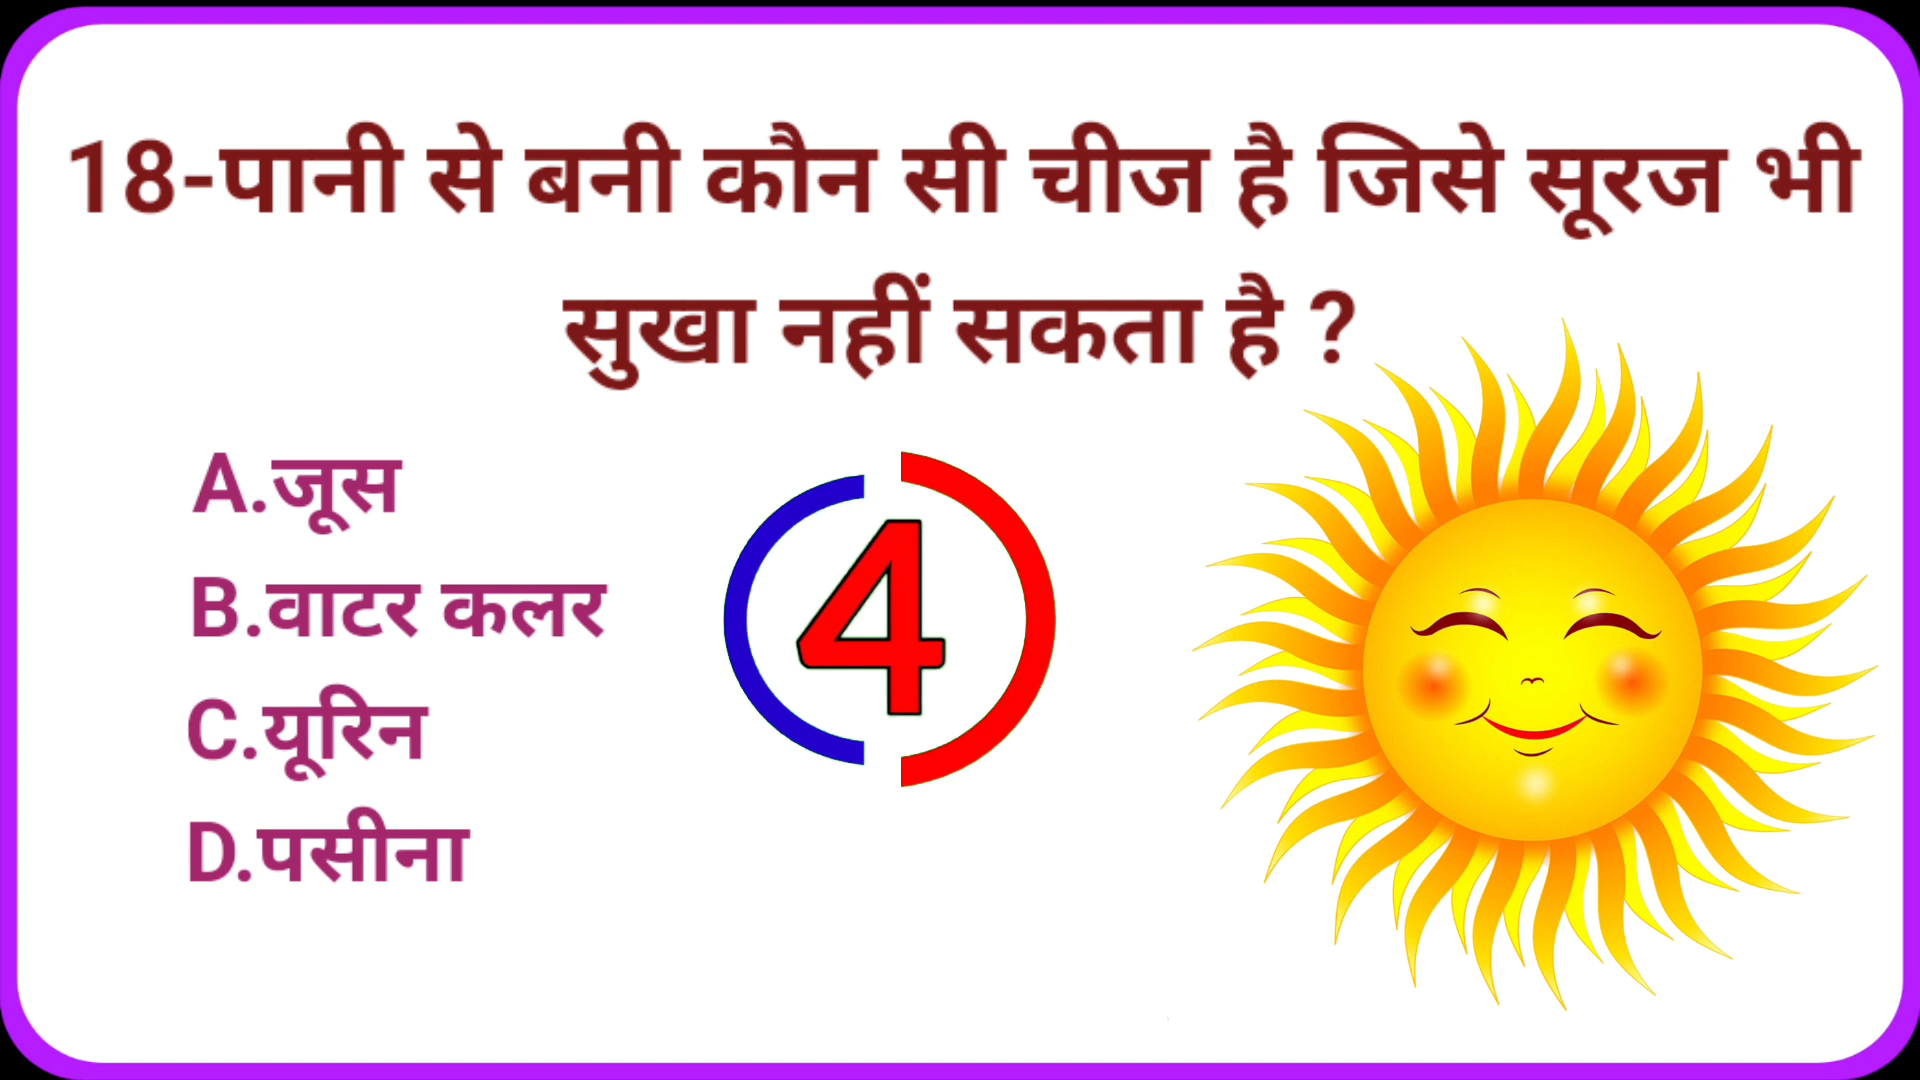 18-पानी से बनी कौन सी चीज है जिसे सूरज भी
सुखा नहीं सकता है ?
A.जूस
B.वाटर कलर
C.यूरिन
D.पसीना
4